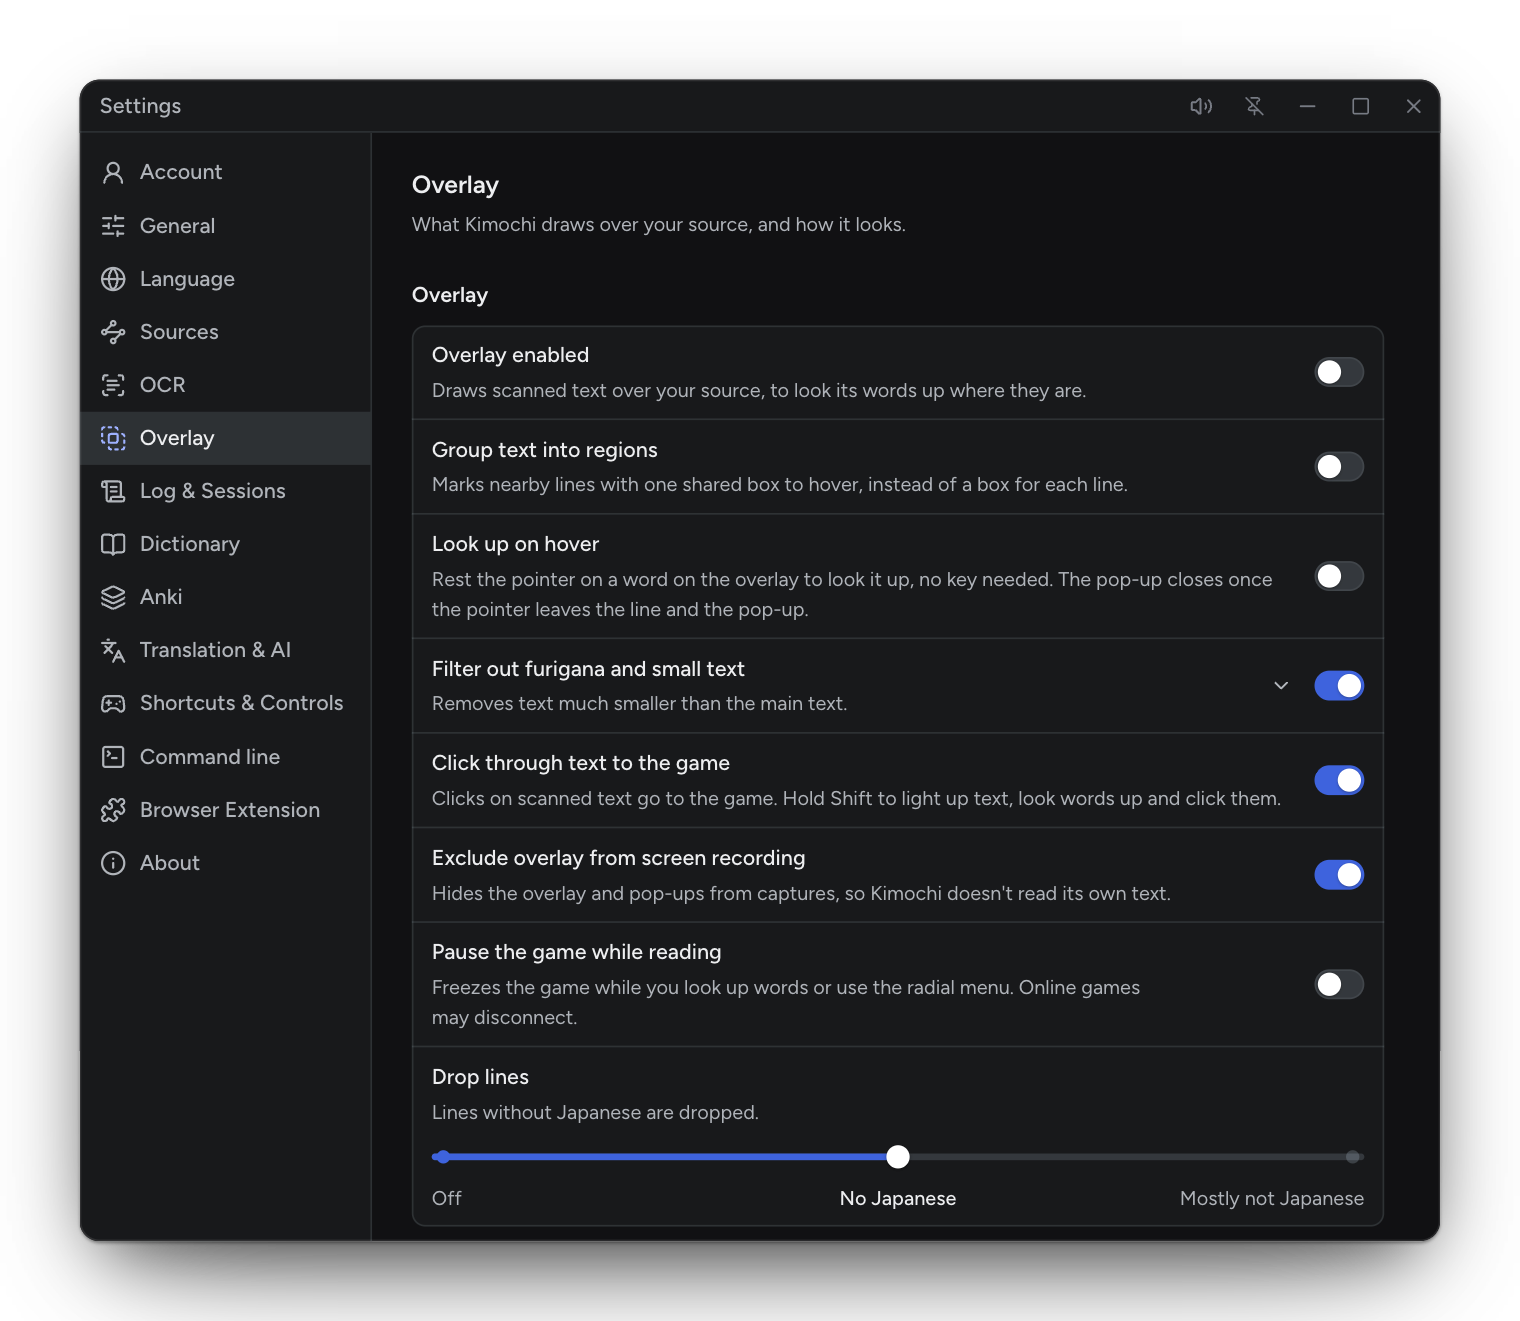 Settings
Account
General
Language
Sources
OCR
Overlay
Log & Sessions
Dictionary
Anki
Translation & AI
Shortcuts & Controls
Command line
Browser Extension
About
Overlay
What Kimochi draws over your source, and how it looks.
Overlay
Overlay enabled
Draws scanned text over your source, to look its words up where they are.
Group text into regions
Marks nearby lines with one shared box to hover, instead of a box for each line.
Look up on hover
Rest the pointer on a word on the overlay to look it up, no key needed. The pop-up closes once
the pointer leaves the line and the pop-up.
Filter out furigana and small text
Removes text much smaller than the main text.
Click through text to the game
Clicks on scanned text go to the game. Hold Shift to light up text, look words up and click them.
Exclude overlay from screen recording
Hides the overlay and pop-ups from captures, so Kimochi doesn't read its own text.
Pause the game while reading
Freezes the game while you look up words or use the radial menu. Online games
may disconnect.
Drop lines
Lines without Japanese are dropped.
Off
No Japanese
Mostly not Japanese